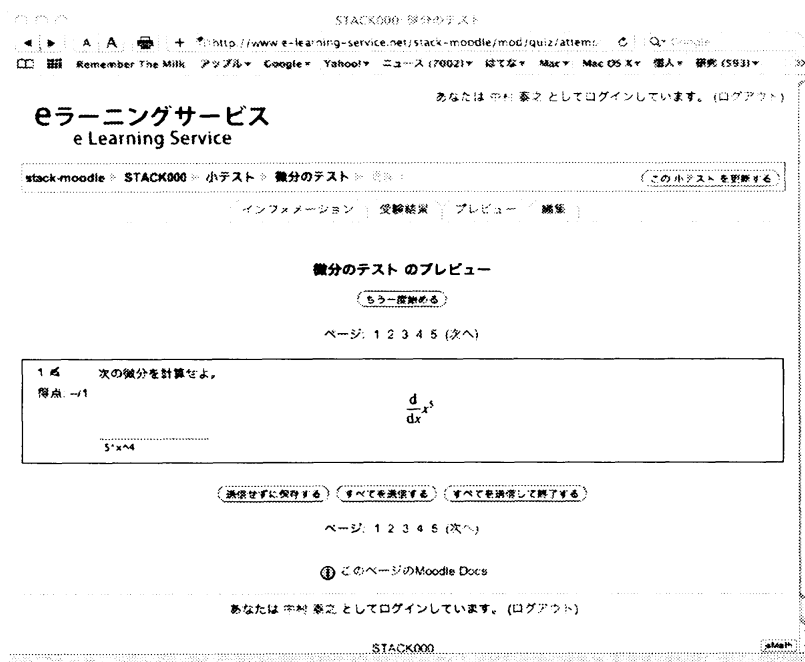 STACK000: 微分のテスト
A A + http://www.e-learning-service.net/stack-moodle/mod/quiz/attem Q- Google
Remember The Milk アップル▼ Google▼ Yahoo!▼ ニュース (7002)▼ はてな▼ Mac▼ Mac OS X▼ 個人▼ 研究 (593)▼ »
eラーニングサービス
e Learning Service
あなたは 中村 泰之 としてログインしています。 (ログアウト)
stack-moodle ► STACK000 ► 小テスト ► 微分のテスト ►
この 小テスト を更新する
インフォメーション 受験結果 プレビュー 編集
微分のテスト のプレビュー
もう一度始める
ページ: 1 2 3 4 5 (次へ)
1 次の微分を計算せよ。
得点: --/1
d/dx x^5
5*x^4
送信せずに保存する すべてを送信する すべてを送信して終了する
ページ: 1 2 3 4 5 (次へ)
このページのMoodle Docs
あなたは 中村 泰之 としてログインしています。 (ログアウト)
STACK000
jsMath